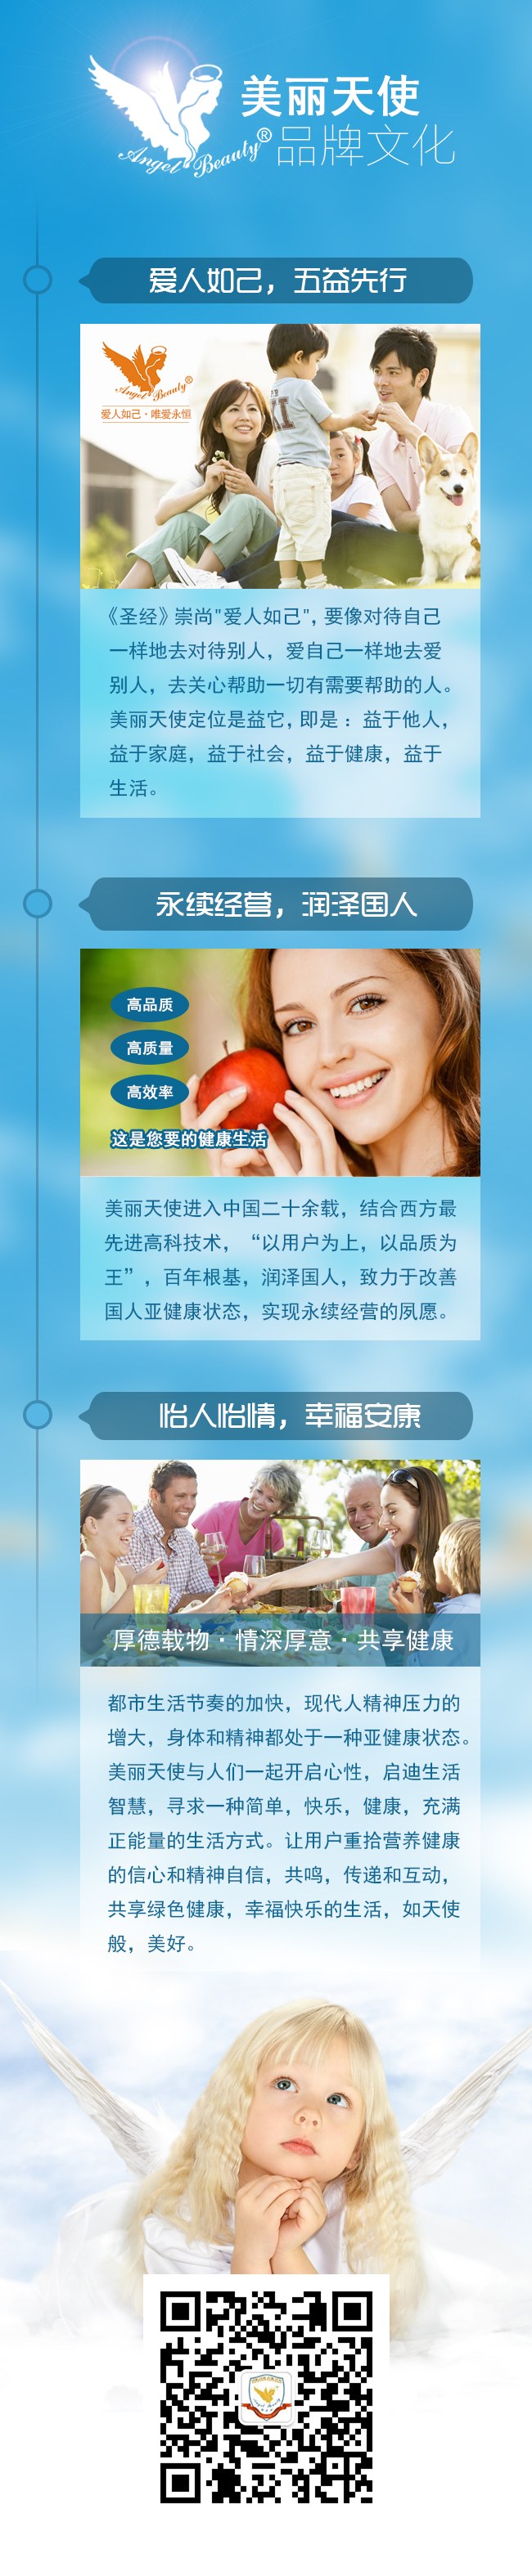 美丽天使
Angel Beauty®
品牌文化
爱人如己，五益先行
Angel Beauty®
爱人如己·唯爱永恒
《圣经》崇尚"爱人如己"，要像对待自己
一样地去对待别人，爱自己一样地去爱
别人，去关心帮助一切有需要帮助的人。
美丽天使定位是益它，即是：益于他人，
益于家庭，益于社会，益于健康，益于
生活。
永续经营，润泽国人
高品质
高质量
高效率
这是您要的健康生活
美丽天使进入中国二十余载，结合西方最
先进高科技术，“以用户为上，以品质为
王”，百年根基，润泽国人，致力于改善
国人亚健康状态，实现永续经营的夙愿。
怡人怡情，幸福安康
厚德载物·情深厚意·共享健康
都市生活节奏的加快，现代人精神压力的
增大，身体和精神都处于一种亚健康状态。
美丽天使与人们一起开启心性，启迪生活
智慧，寻求一种简单，快乐，健康，充满
正能量的生活方式。让用户重拾营养健康
的信心和精神自信，共鸣，传递和互动，
共享绿色健康，幸福快乐的生活，如天使
般，美好。